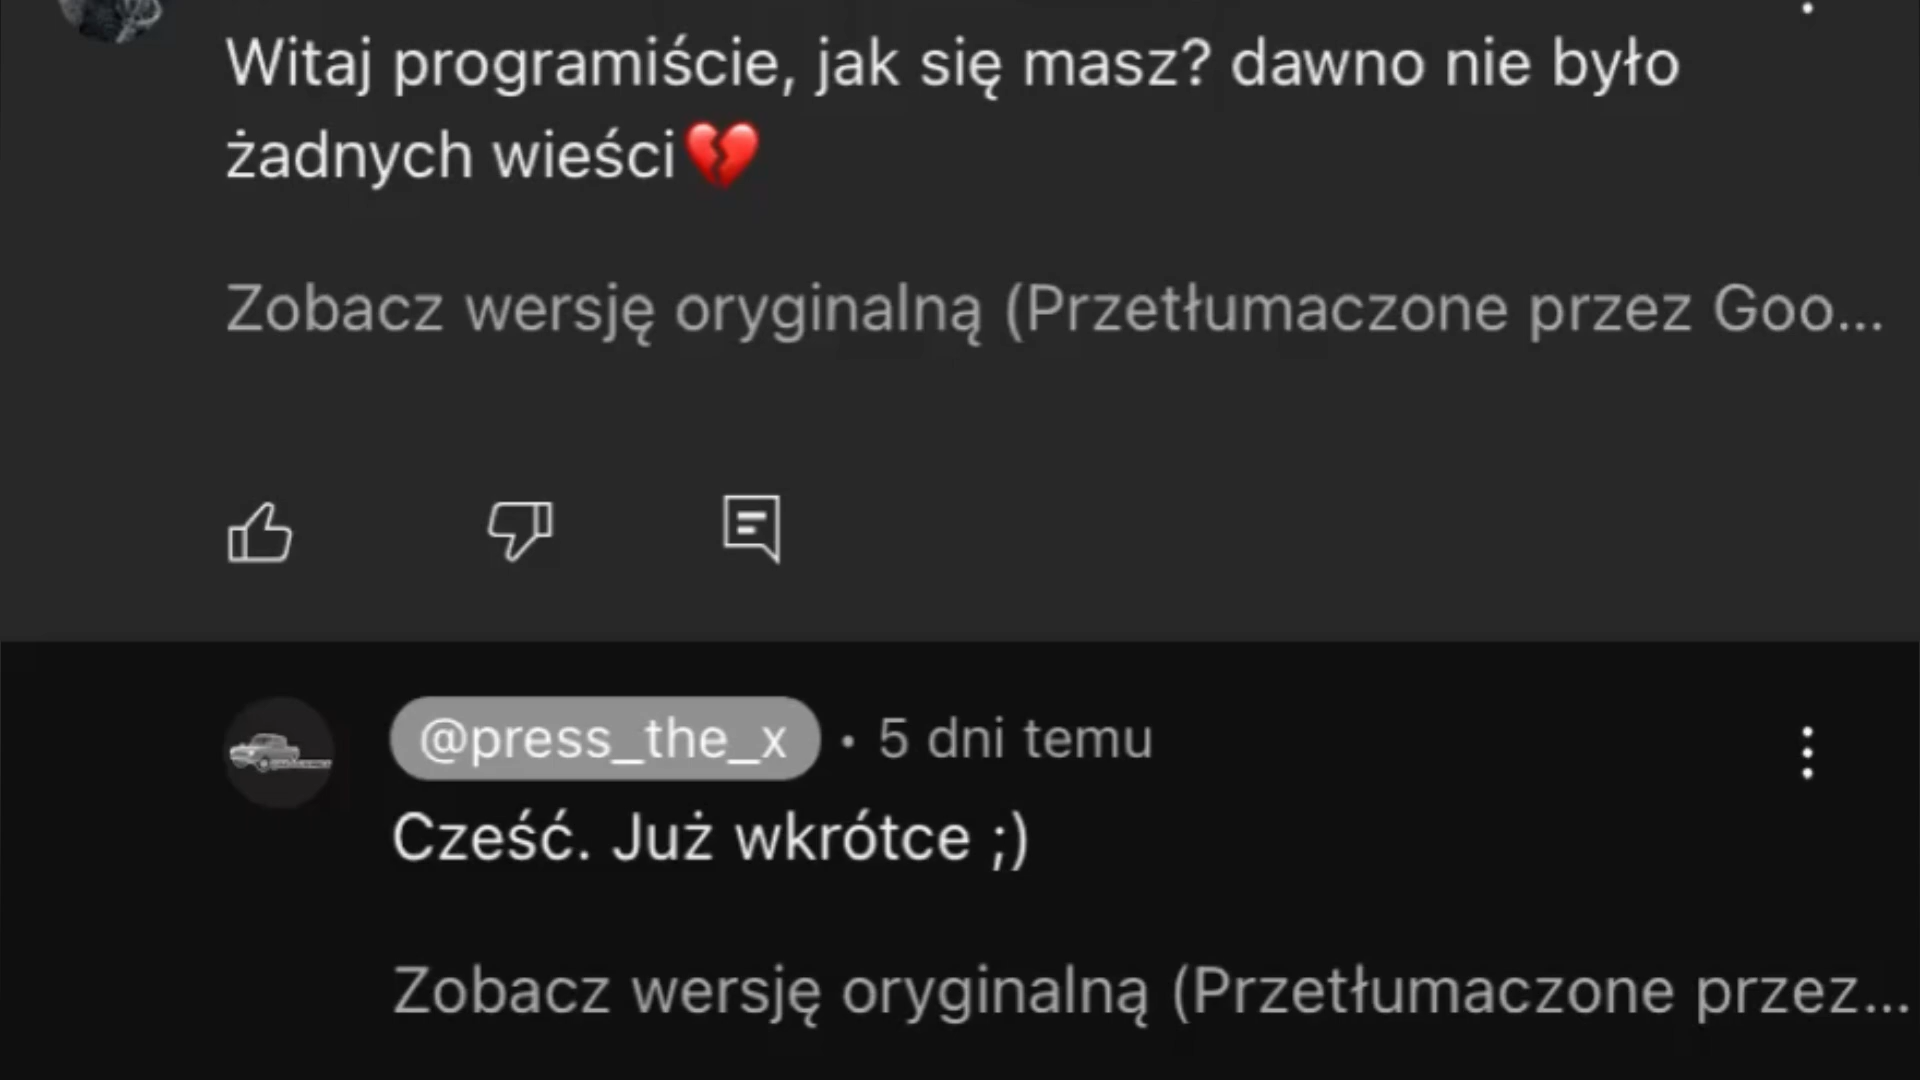 Witaj programiście, jak się masz? dawno nie było
żadnych wieści💔
Zobacz wersję oryginalną (Przetłumaczone przez Goo...
@press_the_x • 5 dni temu
Cześć. Już wkrótce ;)
Zobacz wersję oryginalną (Przetłumaczone przez...